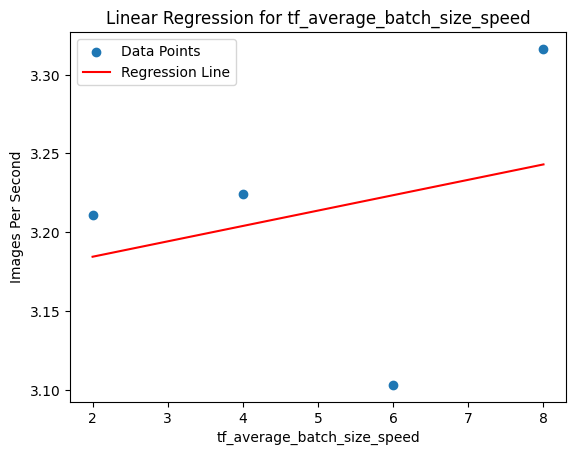 Linear Regression for tf_average_batch_size_speed
Data Points
Regression Line
Images Per Second
3.30
3.25
3.20
3.15
3.10
2 3 4 5 6 7 8
tf_average_batch_size_speed